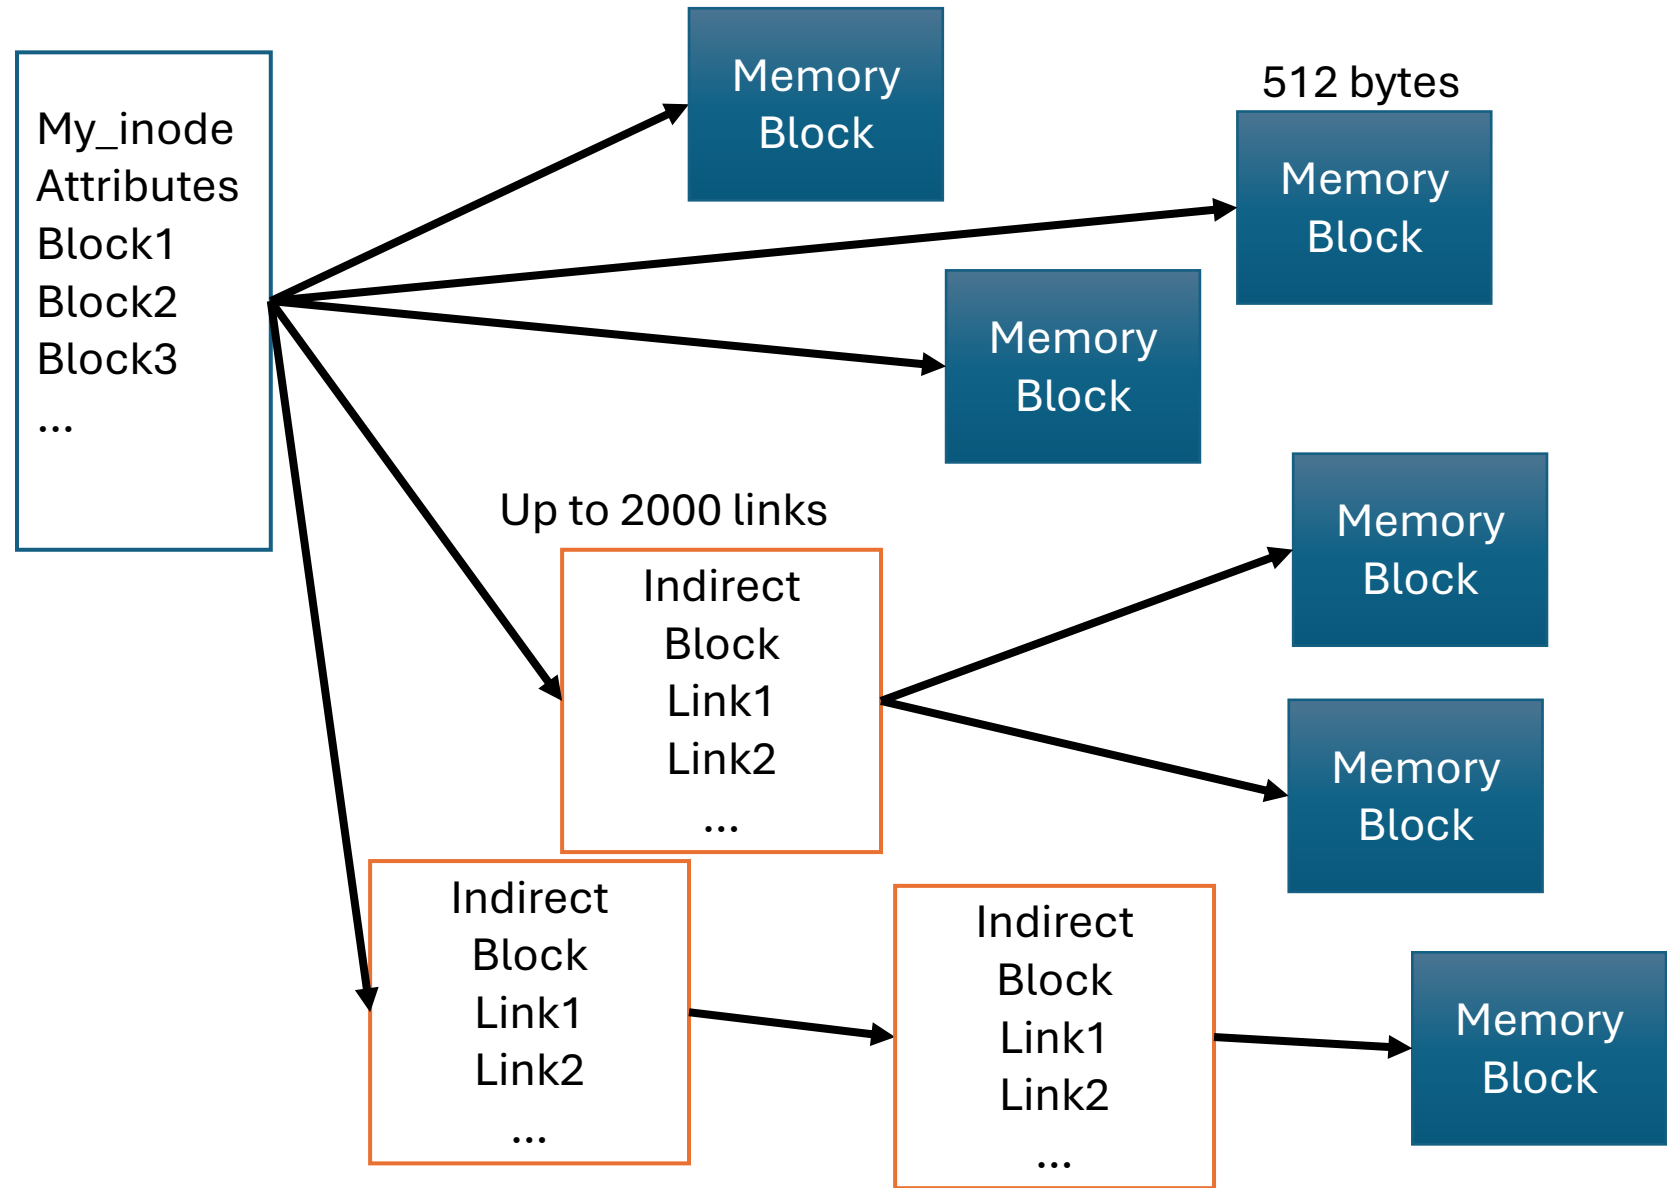 My_inode
Attributes
Block1
Block2
Block3
...
Memory
Block
512 bytes
Memory
Block
Memory
Block
Up to 2000 links
Indirect
Block
Link1
Link2
...
Memory
Block
Memory
Block
Indirect
Block
Link1
Link2
...
Indirect
Block
Link1
Link2
...
Memory
Block